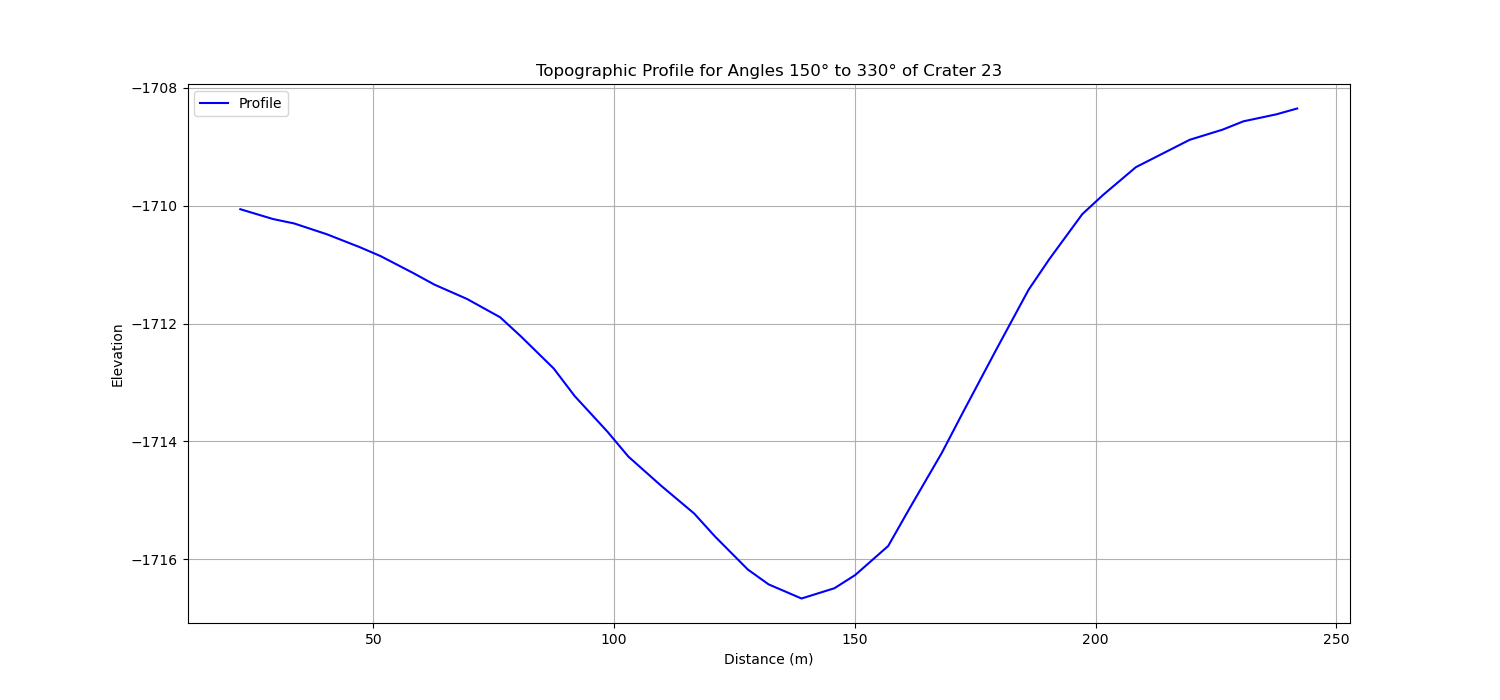 Topographic Profile for Angles 150° to 330° of Crater 23
Profile
−1708
−1710
−1712
−1714
−1716
Elevation
50
100
150
200
250
Distance (m)